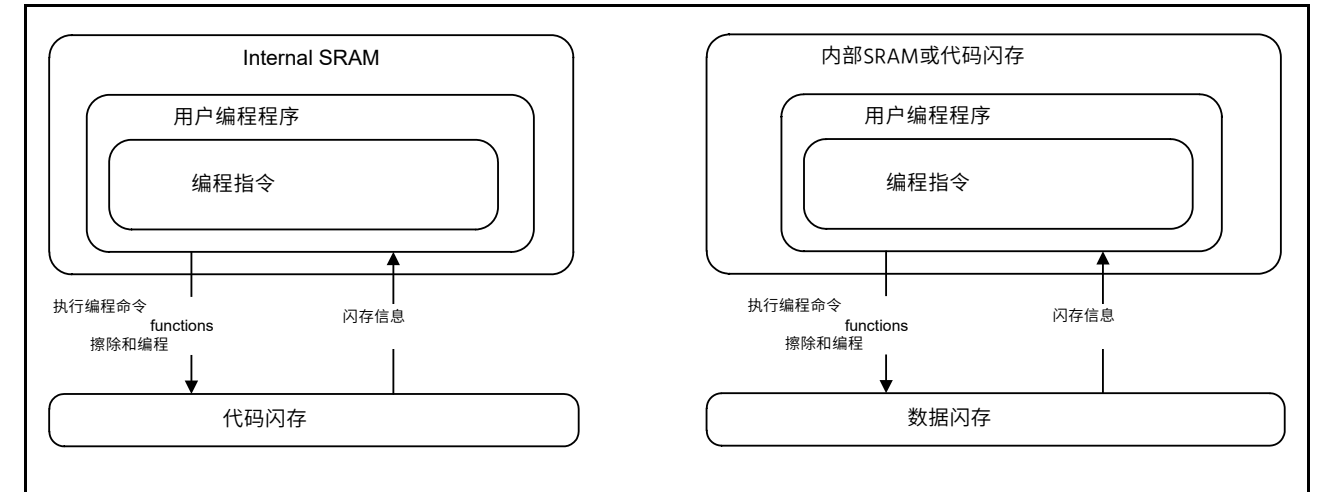 Internal SRAM
用户编程程序
编程指令
执行编程命令
functions
擦除和编程
闪存信息
代码闪存
内部SRAM或代码闪存
用户编程程序
编程指令
执行编程命令
functions
擦除和编程
闪存信息
数据闪存